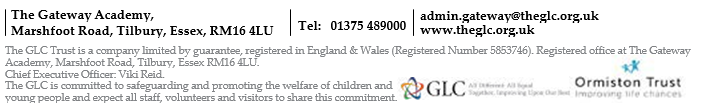 The Gateway Academy,
Marshfoot Road, Tilbury, Essex, RM16 4LU
Tel: 01375 489000
admin.gateway@theglc.org.uk
www.theglc.org.uk
The GLC Trust is a company limited by guarantee, registered in England & Wales (Registered Number 5853746). Registered office at The Gateway
Academy, Marshfoot Road, Tilbury, Essex RM16 4LU.
Chief Executive Officer: Viki Reid.
The GLC is committed to safeguarding and promoting the welfare of children and
young people and expect all staff, volunteers and visitors to share this commitment.
GLC
All Different All Equal
Together, Improving Upon Our Best
Ormiston Trust
Improving life chances